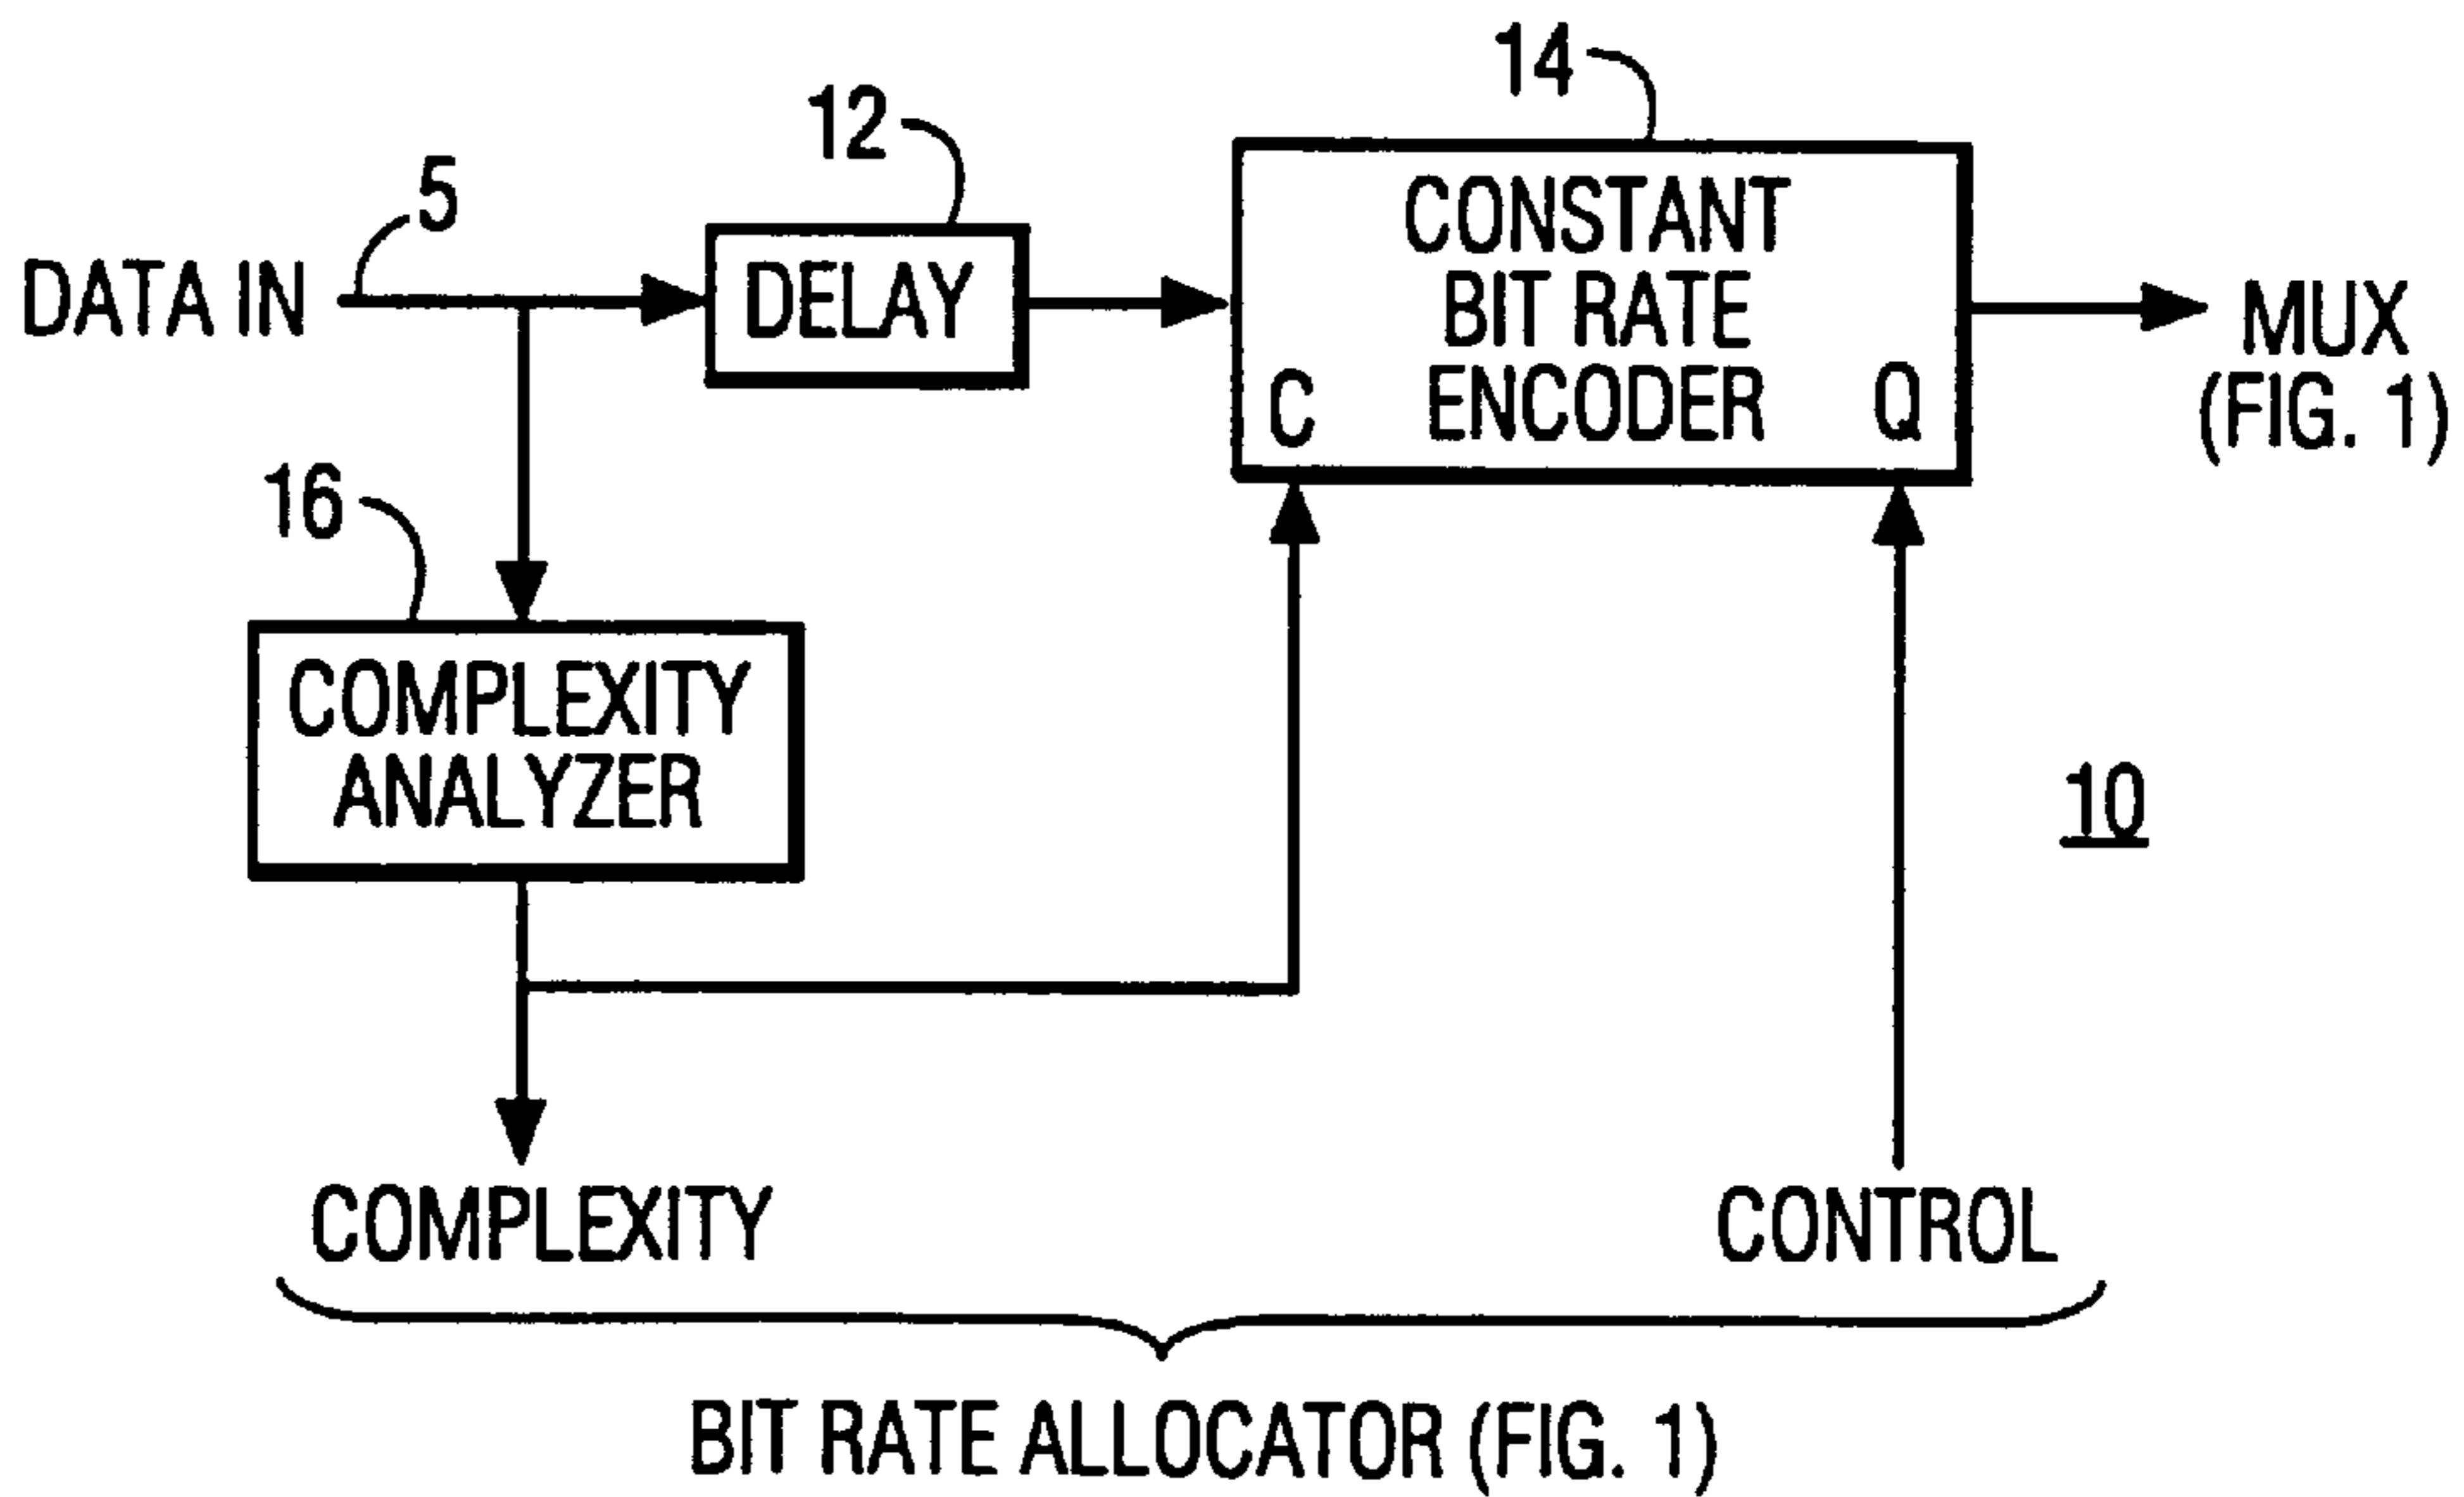 14
12
5
CONSTANT
BIT RATE
ENCODER
C
Q
DATA IN
DELAY
MUX
(FIG. 1)
16
COMPLEXITY
ANALYZER
10
COMPLEXITY
CONTROL
BIT RATE ALLOCATOR (FIG. 1)